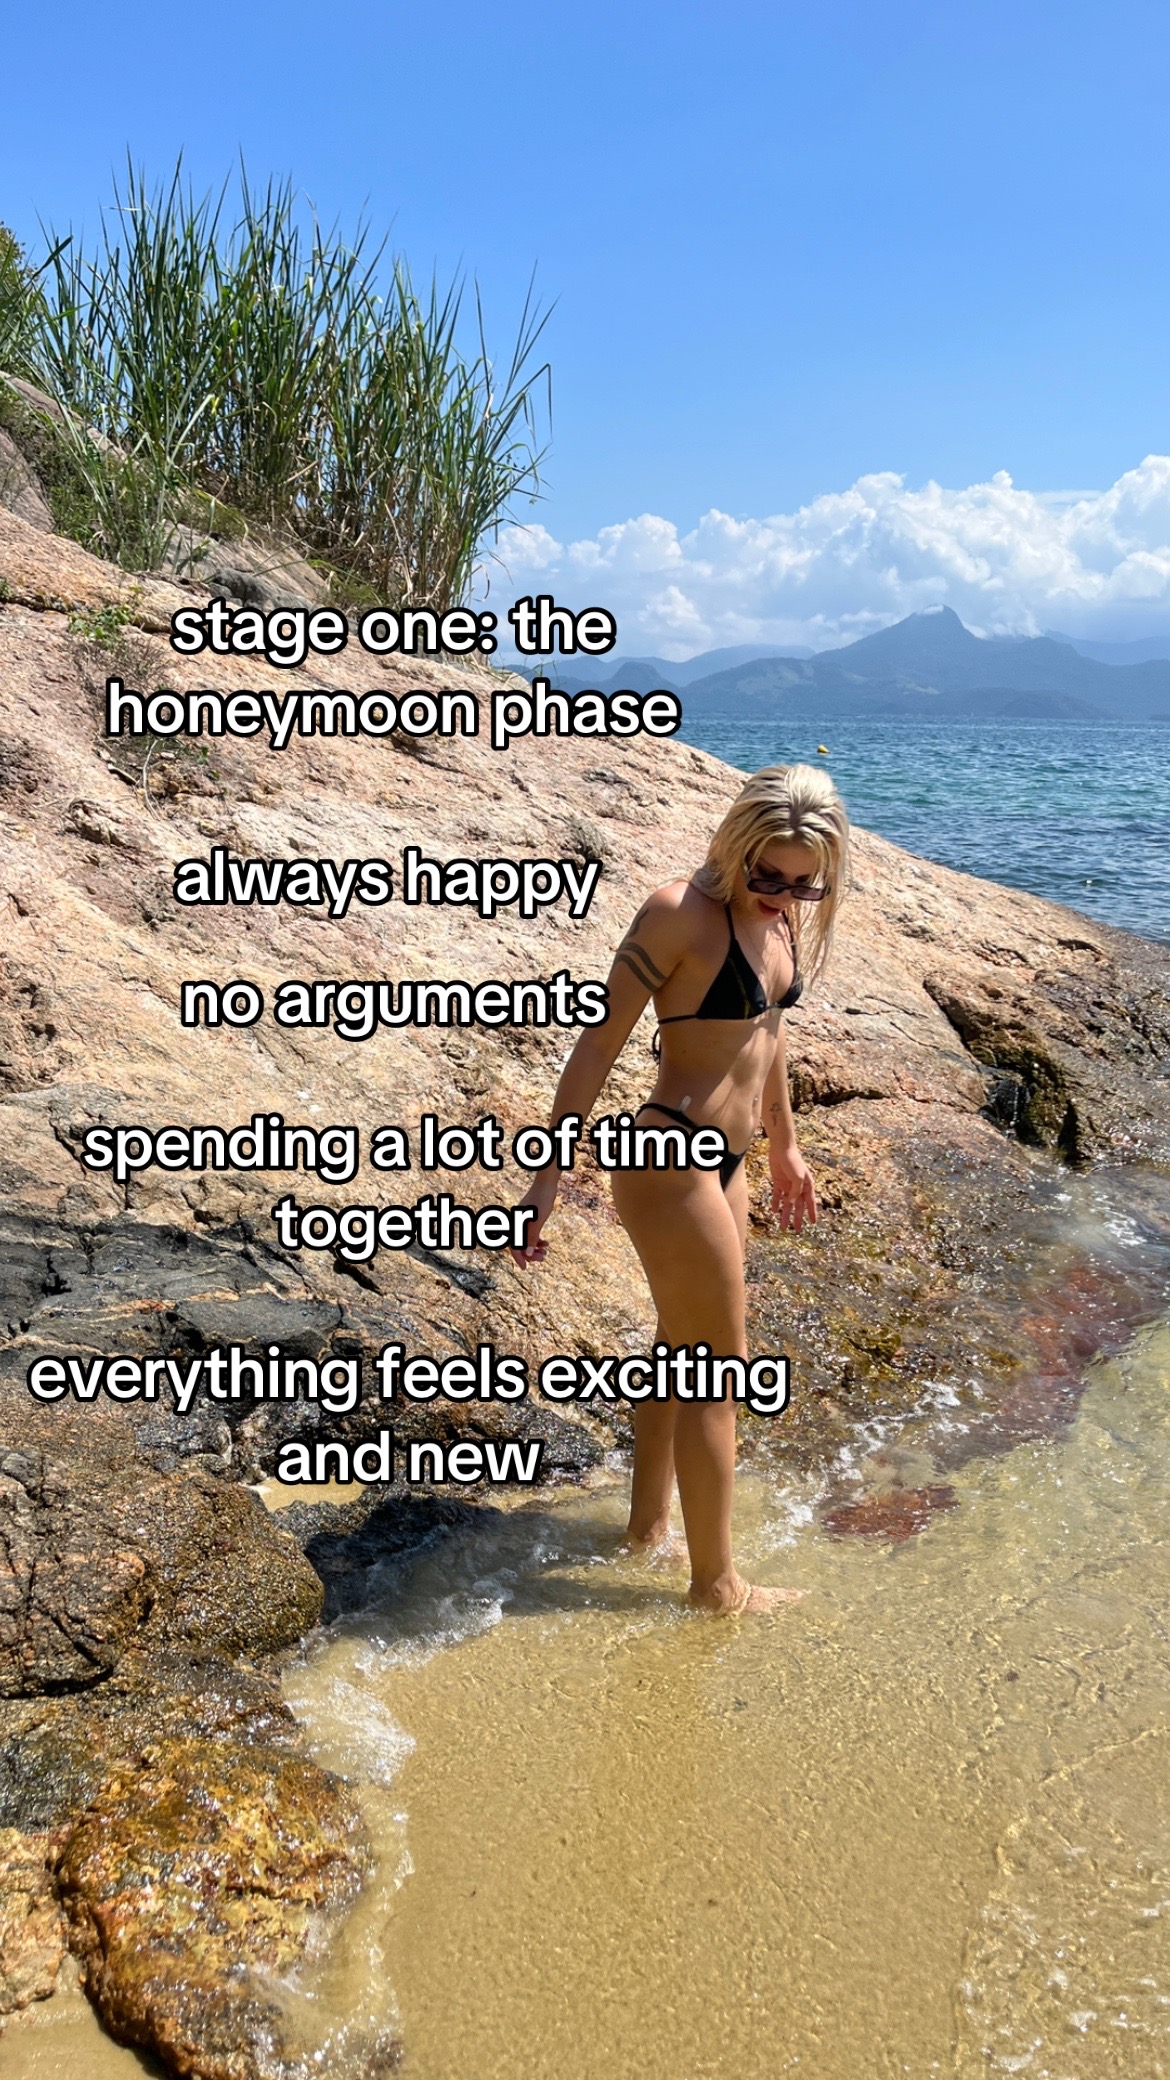 stage one: the
honeymoon phase
always happy
no arguments
spending a lot of time
together
everything feels exciting
and new